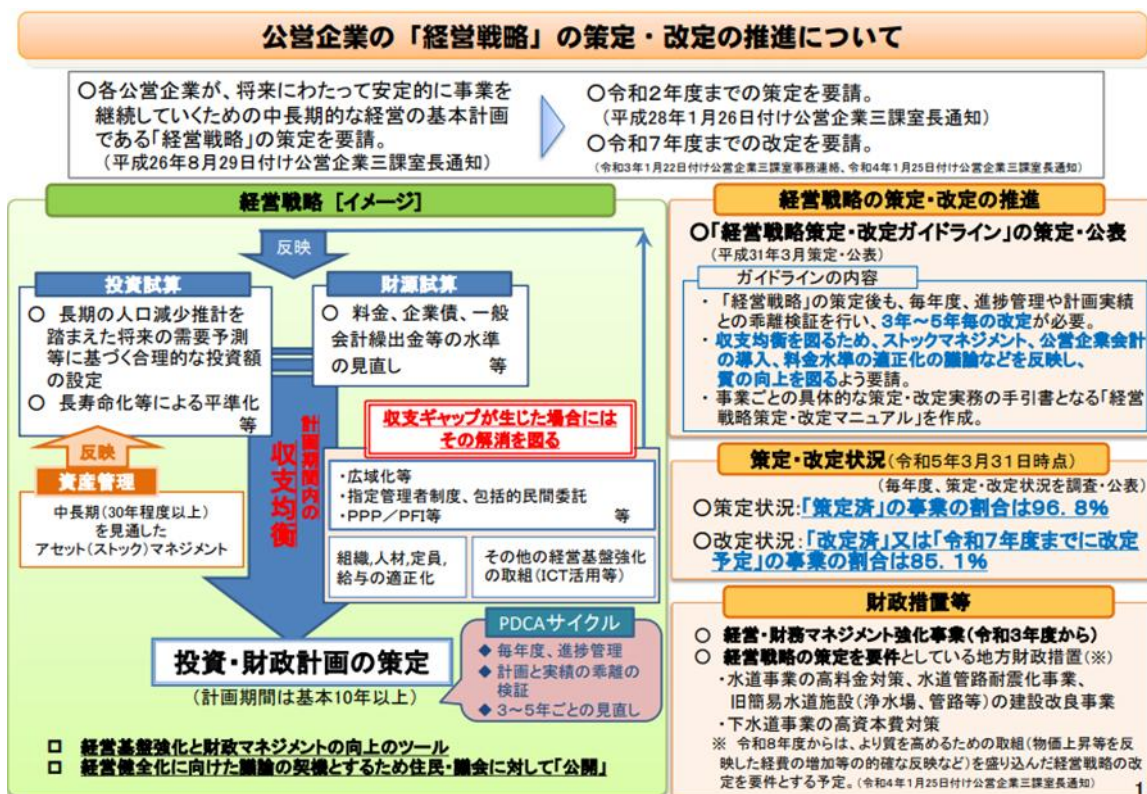 公営企業の「経営戦略」の策定・改定の推進について
〇各公営企業が、将来にわたって安定的に事業を
継続していくための中長期的な経営の基本計画
である「経営戦略」の策定を要請。
(平成26年8月29日付け公営企業三課室長通知)
〇令和2年度までの策定を要請。
(平成28年1月26日付け公営企業三課室長通知)
〇令和7年度までの改定を要請。
(令和3年1月22日付け公営企業三課室事務連絡、令和4年1月25日付け公営企業三課室長通知)
経営戦略 [イメージ]
反映
投資試算
〇 長期の人口減少推計を
踏まえた将来の需要予測
等に基づく合理的な投資額
の設定
〇 長寿命化等による平準化
等
財源試算
〇 料金、企業債、一般
会計繰出金等の水準
の見直し 等
反映
資産管理
中長期(30年程度以上)
を見通した
アセット(ストック)マネジメント
計画期間内の
収支均衡
収支ギャップが生じた場合には
その解消を図る
・広域化等
・指定管理者制度、包括的民間委託
・PPP/PFI等 等
組織,人材,定員,
給与の適正化
その他の経営基盤強化
の取組(ICT活用等)
投資・財政計画の策定
(計画期間は基本10年以上)
PDCAサイクル
◆ 毎年度、進捗管理
◆ 計画と実績の乖離の
検証
◆ 3~5年ごとの見直し
□ 経営基盤強化と財政マネジメントの向上のツール
□ 経営健全化に向けた議論の契機とするため住民・議会に対して「公開」
経営戦略の策定・改定の推進
〇「経営戦略策定・改定ガイドライン」の策定・公表
(平成31年3月策定・公表)
ガイドラインの内容
・ 「経営戦略」の策定後も、毎年度、進捗管理や計画実績
との乖離検証を行い、3年~5年毎の改定が必要。
・ 収支均衡を図るため、ストックマネジメント、公営企業会計
の導入、料金水準の適正化の議論などを反映し、
質の向上を図るよう要請。
・ 事業ごとの具体的な策定・改定実務の手引書となる「経営
戦略策定・改定マニュアル」を作成。
策定・改定状況(令和5年3月31日時点)
(毎年度、策定・改定状況を調査・公表)
〇策定状況:「策定済」の事業の割合は96.8%
〇改定状況:「改定済」又は「令和7年度までに改定
予定」の事業の割合は85.1%
財政措置等
〇 経営・財務マネジメント強化事業(令和3年度から)
〇 経営戦略の策定を要件としている地方財政措置(※)
・水道事業の高料金対策、水道管路耐震化事業、
旧簡易水道施設(浄水場、管路等)の建設改良事業
・下水道事業の高資本費対策
※ 令和8年度からは、より質を高めるための取組(物価上昇等を
反映した経費の増加等の的確な反映など)を盛り込んだ経営戦略の改
定を要件とする予定。(令和4年1月25日付け公営企業三課室長通知)
1